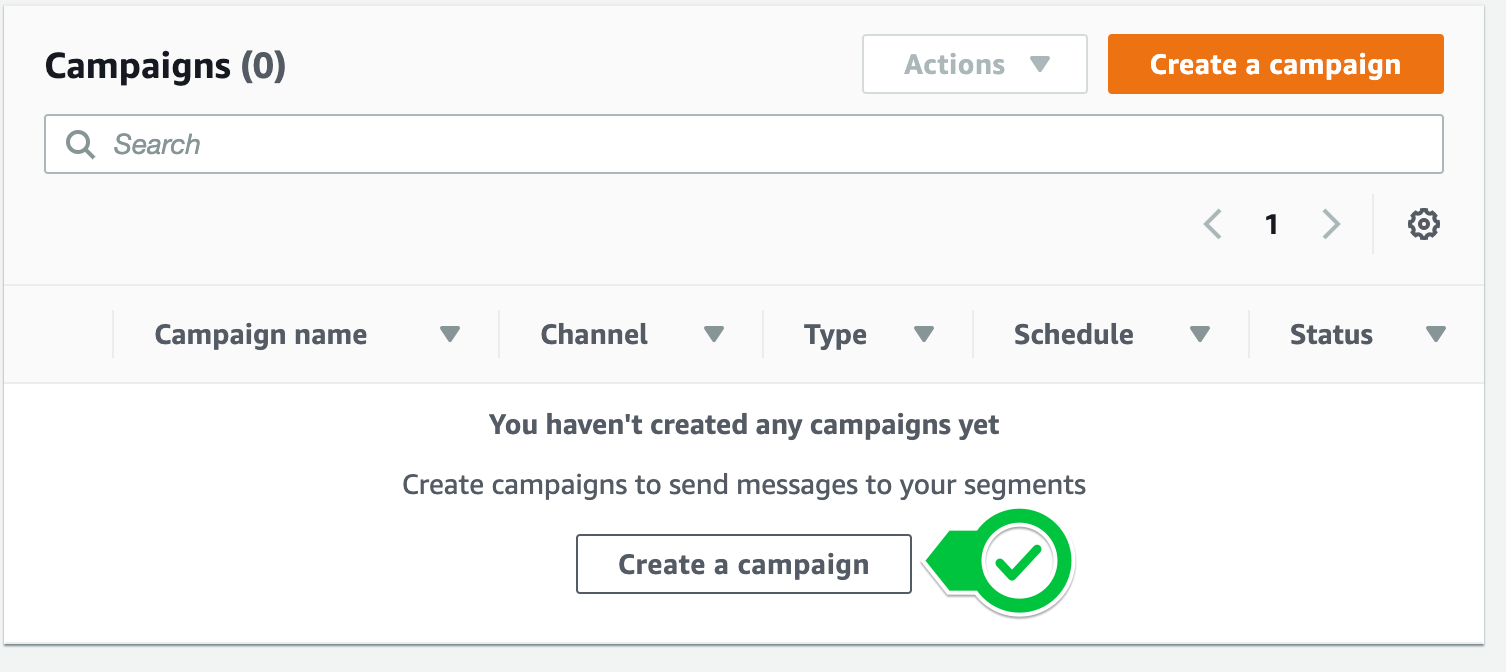 Campaigns (0)
Actions
Create a campaign
Search
1
Campaign name
Channel
Type
Schedule
Status
You haven't created any campaigns yet
Create campaigns to send messages to your segments
Create a campaign